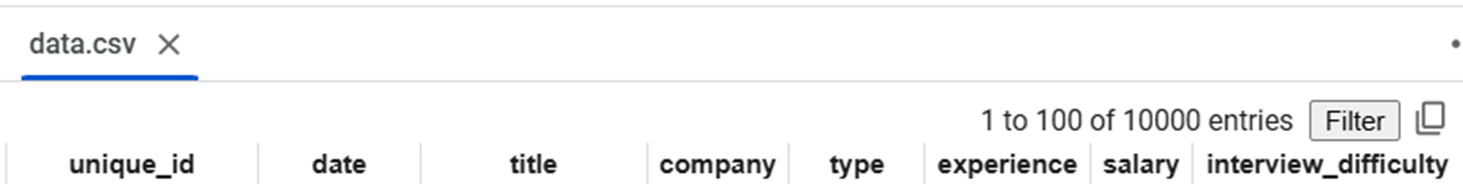 data.csv
1 to 100 of 10000 entries Filter
unique_id date title company type experience salary interview_difficulty